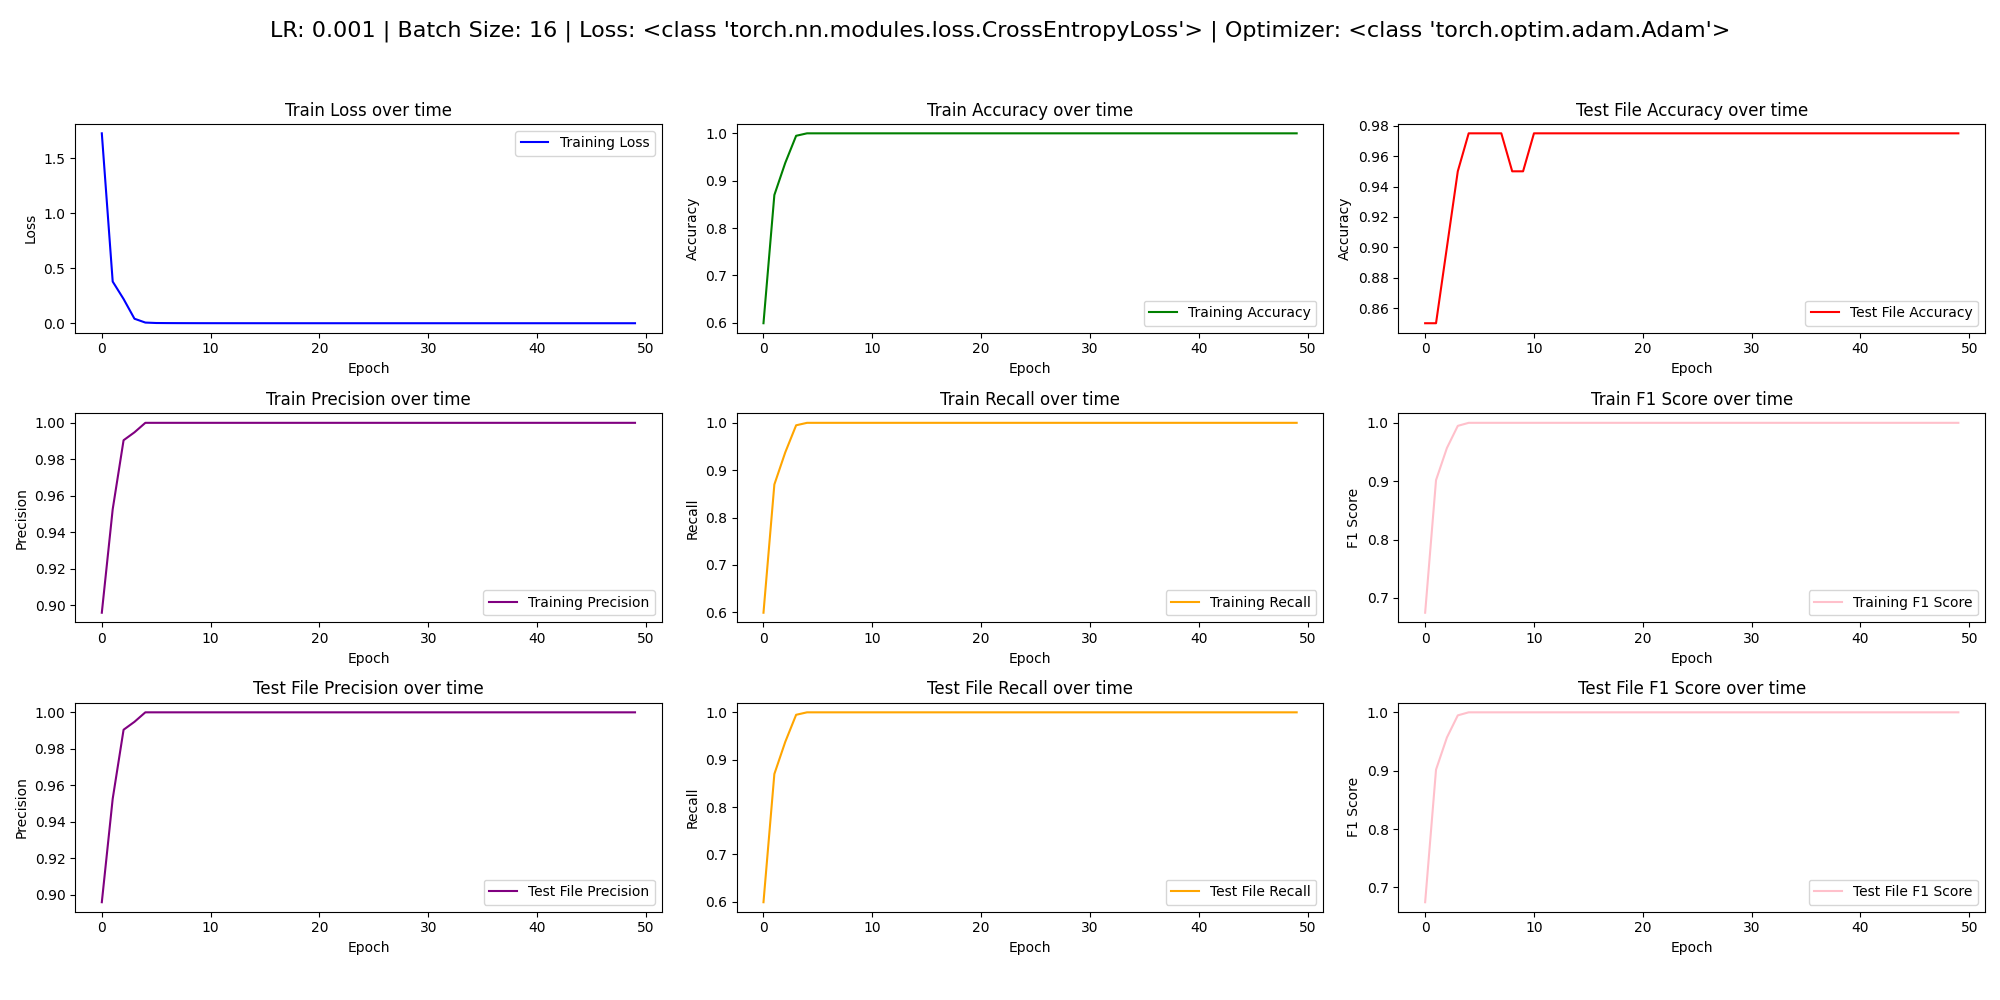 LR: 0.001 | Batch Size: 16 | Loss: <class 'torch.nn.modules.loss.CrossEntropyLoss'> | Optimizer: <class 'torch.optim.adam.Adam'>
Train Loss over time
Loss
1.5
1.0
0.5
0.0
Training Loss
0 10 20 30 40 50
Epoch
Train Accuracy over time
Accuracy
1.0
0.9
0.8
0.7
0.6
Training Accuracy
0 10 20 30 40 50
Epoch
Test File Accuracy over time
Accuracy
0.98
0.96
0.94
0.92
0.90
0.88
0.86
Test File Accuracy
0 10 20 30 40 50
Epoch
Train Precision over time
Precision
1.00
0.98
0.96
0.94
0.92
0.90
Training Precision
0 10 20 30 40 50
Epoch
Train Recall over time
Recall
1.0
0.9
0.8
0.7
0.6
Training Recall
0 10 20 30 40 50
Epoch
Train F1 Score over time
F1 Score
1.0
0.9
0.8
0.7
Training F1 Score
0 10 20 30 40 50
Epoch
Test File Precision over time
Precision
1.00
0.98
0.96
0.94
0.92
0.90
Test File Precision
0 10 20 30 40 50
Epoch
Test File Recall over time
Recall
1.0
0.9
0.8
0.7
0.6
Test File Recall
0 10 20 30 40 50
Epoch
Test File F1 Score over time
F1 Score
1.0
0.9
0.8
0.7
Test File F1 Score
0 10 20 30 40 50
Epoch